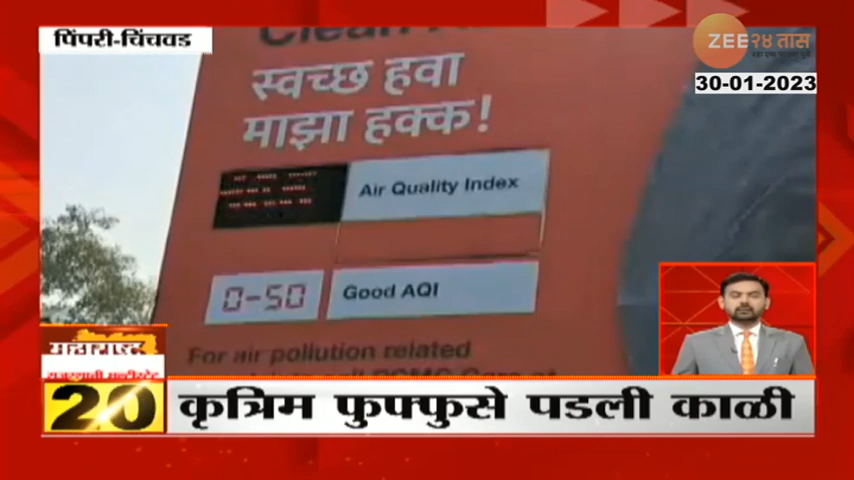 पिंपरी-चिंचवड
ZEE २४ तास
30-01-2023
स्वच्छ हवा
माझा हक्क!
Air Quality Index
0-50 Good AQI
For air pollution related
महाराष्ट्र
20 कृत्रिम फुफ्फुसे पडली काळी